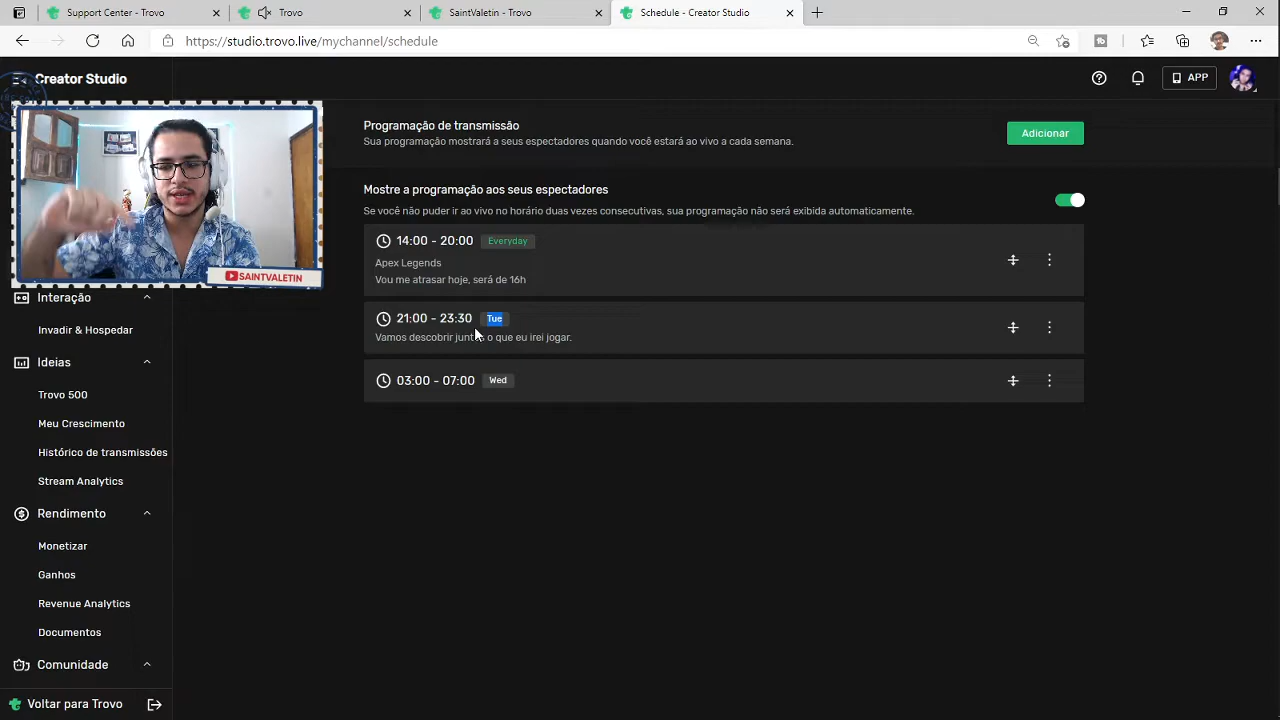 Support Center - Trovo
Trovo
SaintValetin - Trovo
Schedule - Creator Studio
https://studio.trovo.live/mychannel/schedule
Creator Studio
APP
Programação de transmissão
Sua programação mostrará a seus espectadores quando você estará ao vivo a cada semana.
Adicionar
Mostre a programação aos seus espectadores
Se você não puder ir ao vivo no horário duas vezes consecutivas, sua programação não será exibida automaticamente.
14:00 - 20:00 Everyday
Apex Legends
Vou me atrasar hoje, será de 16h
21:00 - 23:30 Tue
Vamos descobrir juntos o que eu irei jogar.
03:00 - 07:00 Wed
SAINTVALETIN
Interação
Invadir & Hospedar
Ideias
Trovo 500
Meu Crescimento
Histórico de transmissões
Stream Analytics
Rendimento
Monetizar
Ganhos
Revenue Analytics
Documentos
Comunidade
Voltar para Trovo